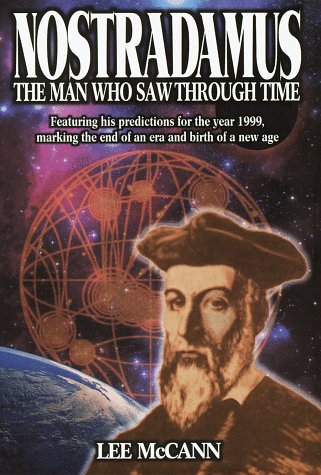 NOSTRADAMUS
THE MAN WHO SAW THROUGH TIME
Featuring his predictions for the year 1999,
marking the end of an era and birth of a new age
LEE McCANN